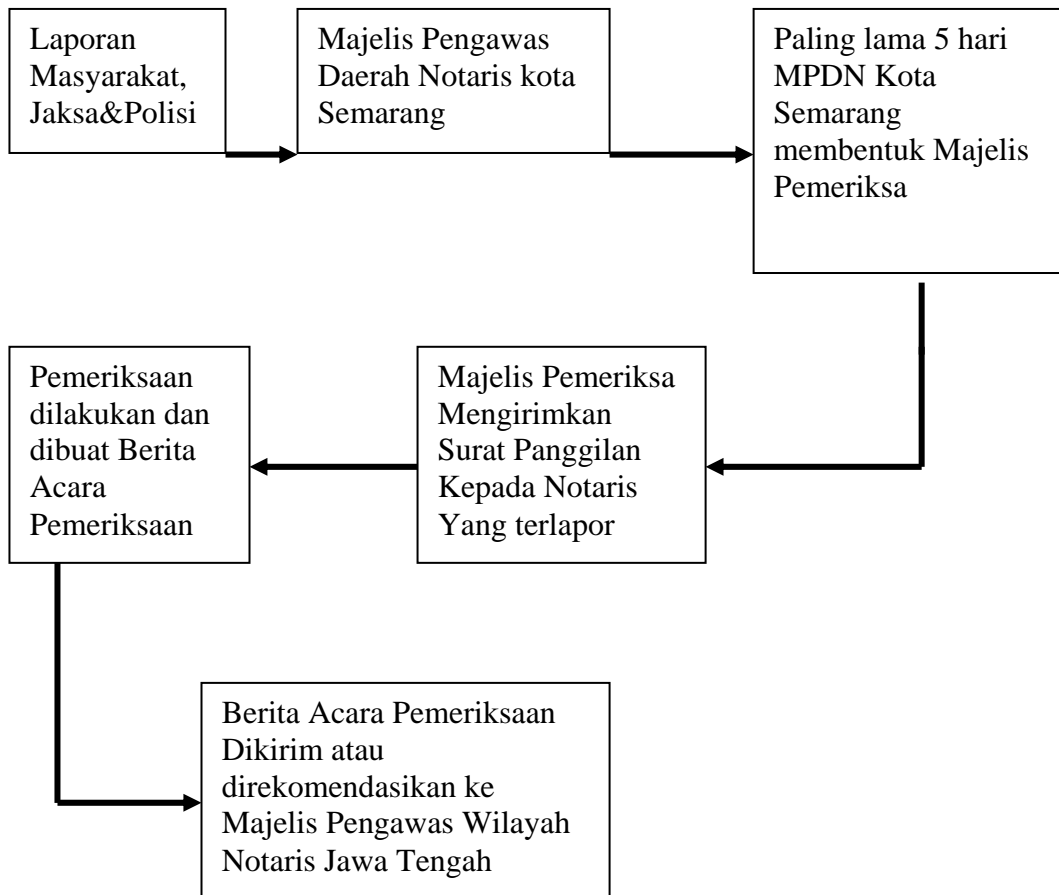 Laporan
Masyarakat,
Jaksa&Polisi
Majelis Pengawas
Daerah Notaris kota
Semarang
Paling lama 5 hari
MPDN Kota
Semarang
membentuk Majelis
Pemeriksa
Majelis Pemeriksa
Mengirimkan
Surat Panggilan
Kepada Notaris
Yang terlapor
Pemeriksaan
dilakukan dan
dibuat Berita
Acara
Pemeriksaan
Berita Acara Pemeriksaan
Dikirim atau
direkomendasikan ke
Majelis Pengawas Wilayah
Notaris Jawa Tengah